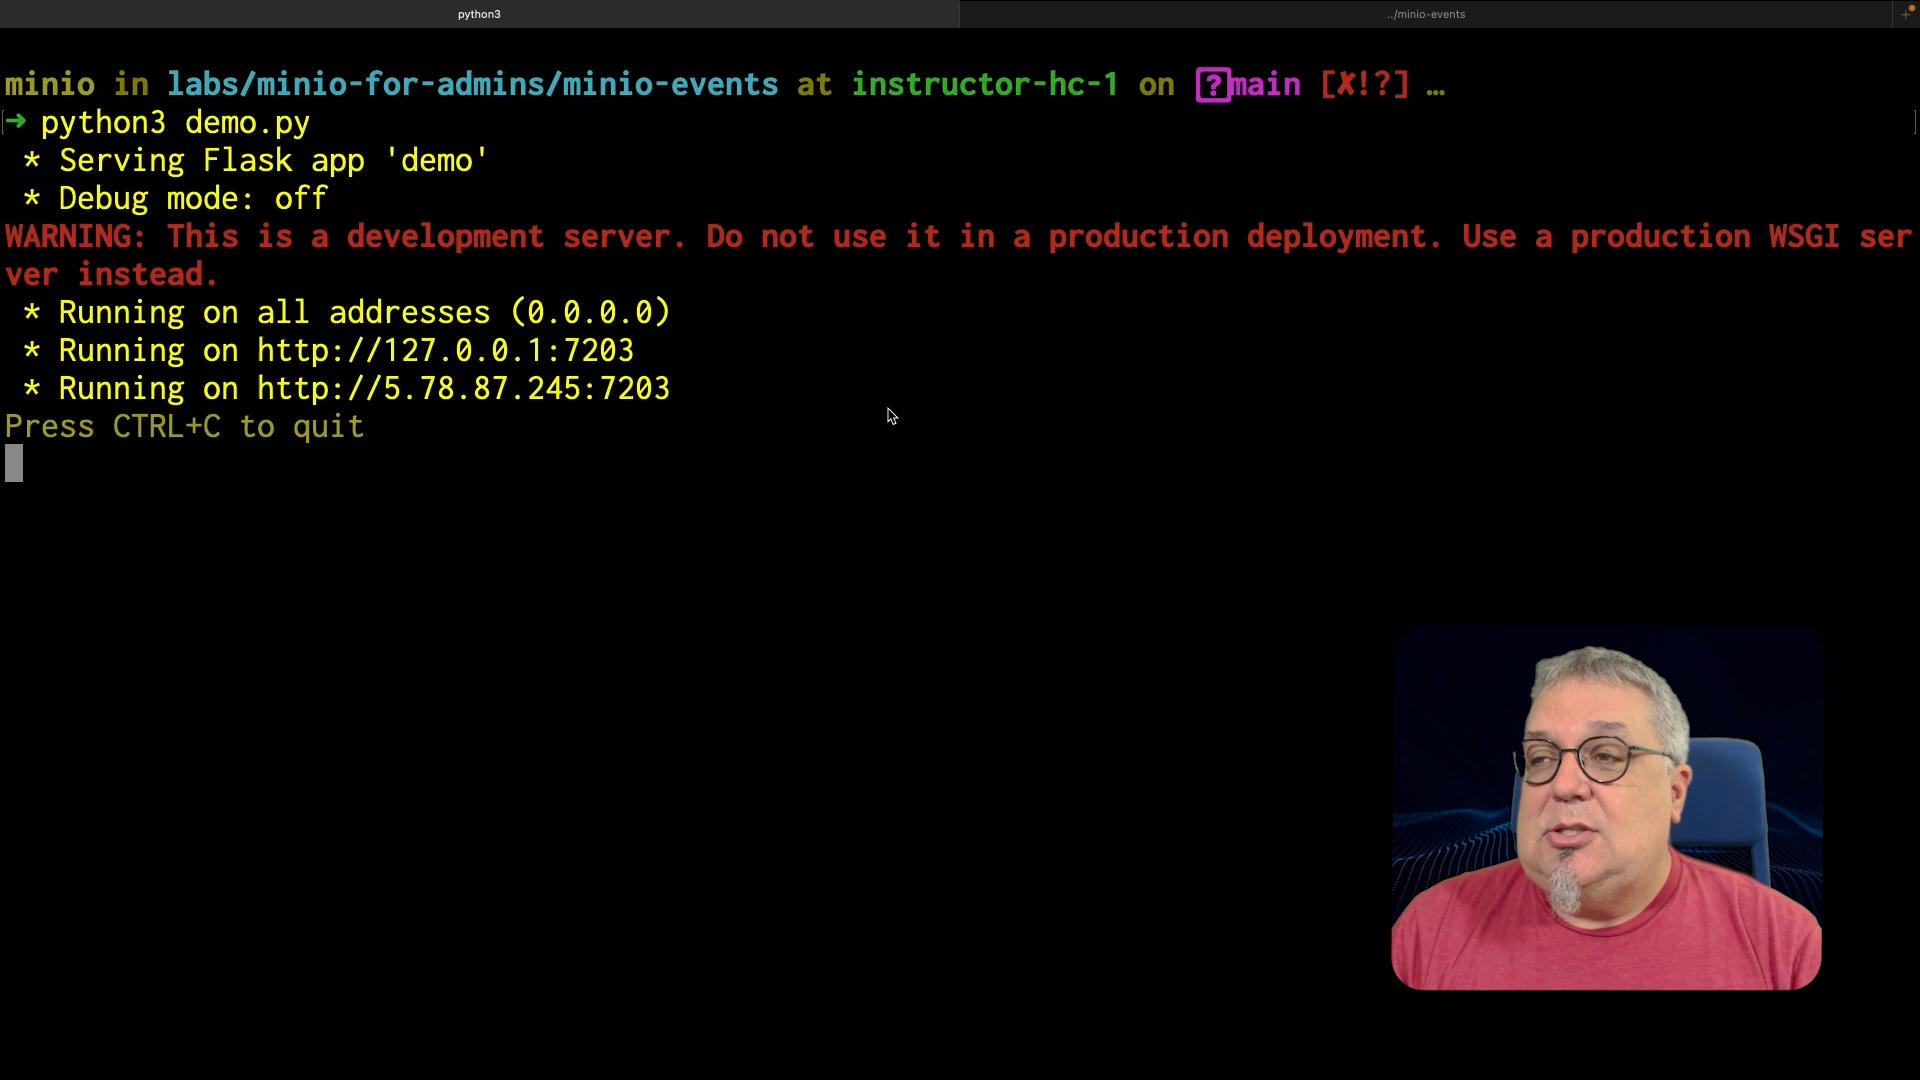 python3
../minio-events
+
minio in labs/minio-for-admins/minio-events at instructor-hc-1 on [?]main [✘!?] …
→ python3 demo.py
* Serving Flask app 'demo'
* Debug mode: off
WARNING: This is a development server. Do not use it in a production deployment. Use a production WSGI ser
ver instead.
* Running on all addresses (0.0.0.0)
* Running on http://127.0.0.1:7203
* Running on http://5.78.87.245:7203
Press CTRL+C to quit